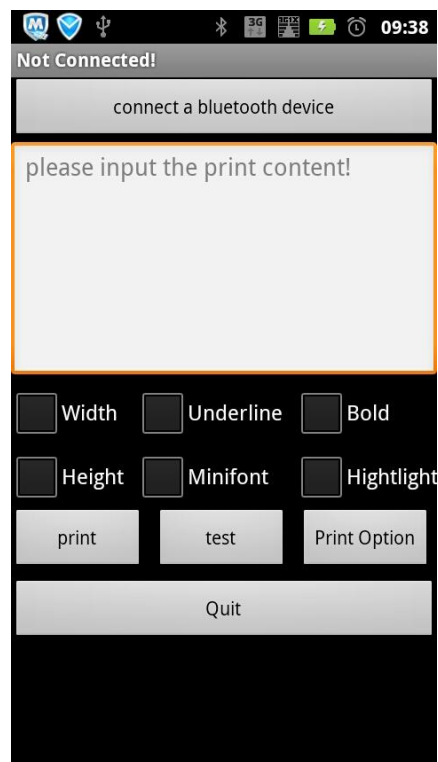 3G 09:38
Not Connected!
connect a bluetooth device
please input the print content!
Width Underline Bold
Height Minifont Hightlight
print test Print Option
Quit